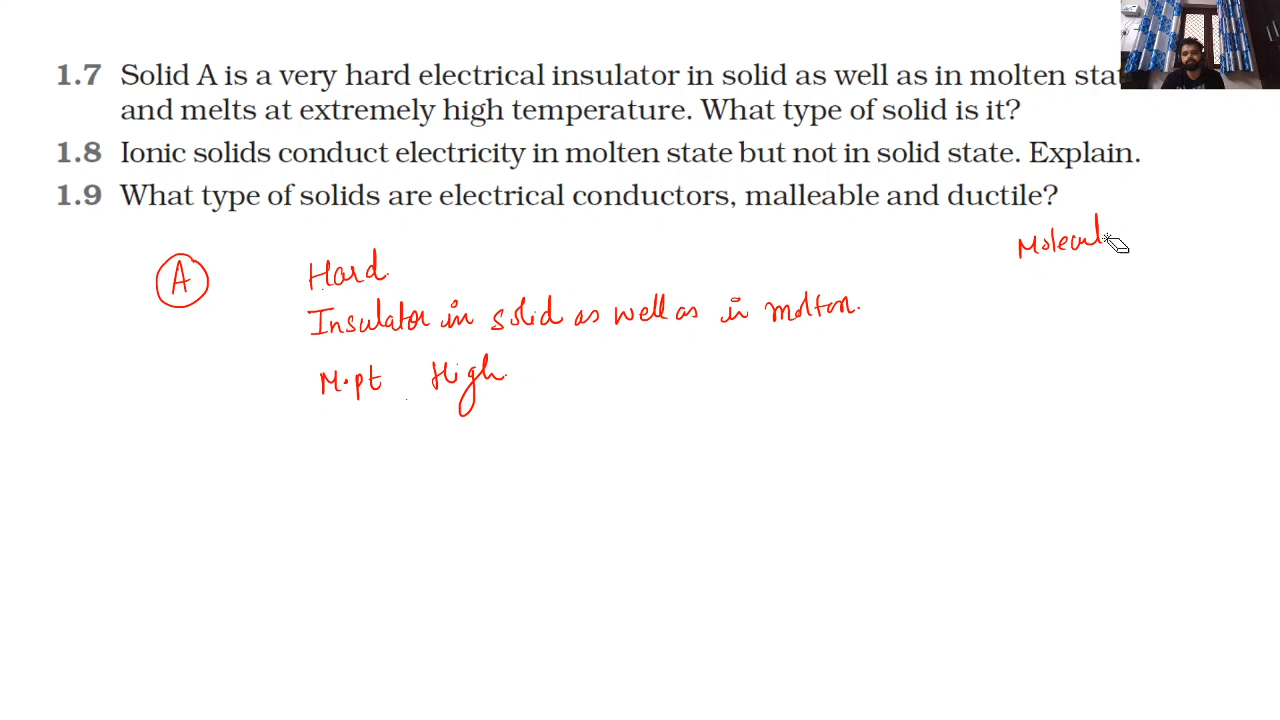 1.7 Solid A is a very hard electrical insulator in solid as well as in molten stat
and melts at extremely high temperature. What type of solid is it?
1.8 Ionic solids conduct electricity in molten state but not in solid state. Explain.
1.9 What type of solids are electrical conductors, malleable and ductile?
Molecul
A Hard
Insulator in solid as well as in molton.
M.pt High